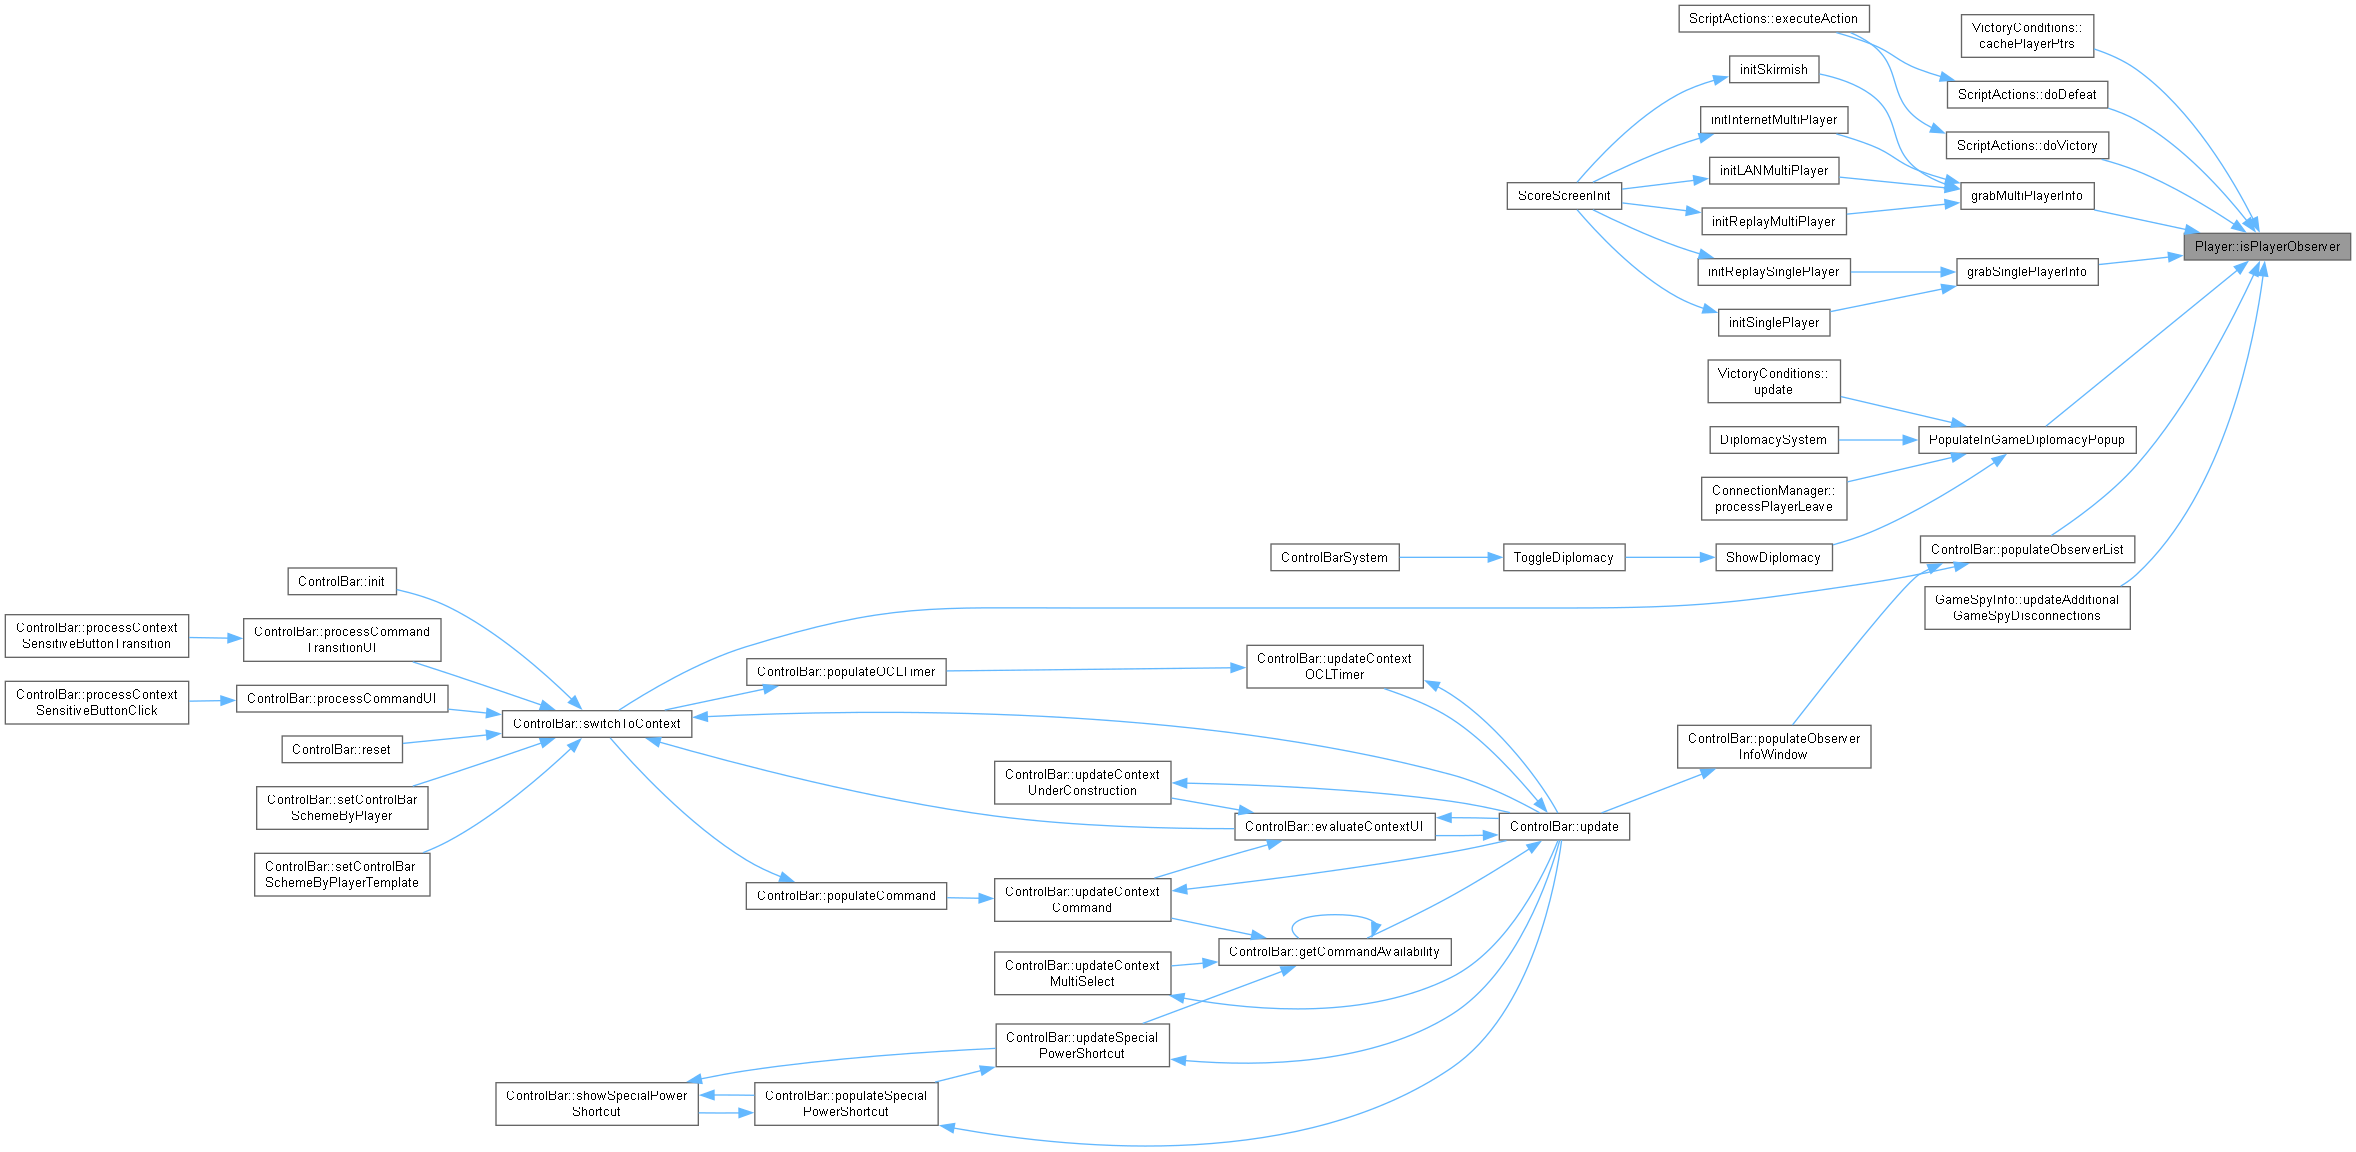 ScriptActions::executeAction
VictoryConditions::
cachePlayerPtrs
initSkirmish
ScriptActions::doDefeat
initInternetMultiPlayer
ScriptActions::doVictory
initLANMultiPlayer
ScoreScreenInit
grabMultiPlayerInfo
initReplayMultiPlayer
Player::isPlayerObserver
initReplaySinglePlayer
grabSinglePlayerInfo
initSinglePlayer
VictoryConditions::
update
DiplomacySystem
PopulateInGameDiplomacyPopup
ConnectionManager::
processPlayerLeave
ControlBarSystem
ToggleDiplomacy
ShowDiplomacy
ControlBar::populateObserverList
ControlBar::init
GameSpyInfo::updateAdditional
GameSpyDisconnections
ControlBar::processContext
SensitiveButtonTransition
ControlBar::processCommand
TransitionUI
ControlBar::populateOCLTimer
ControlBar::updateContext
OCLTimer
ControlBar::processContext
SensitiveButtonClick
ControlBar::processCommandUI
ControlBar::switchToContext
ControlBar::reset
ControlBar::populateObserver
InfoWindow
ControlBar::updateContext
UnderConstruction
ControlBar::setControlBar
SchemeByPlayer
ControlBar::evaluateContextUI
ControlBar::update
ControlBar::setControlBar
SchemeByPlayerTemplate
ControlBar::populateCommand
ControlBar::updateContext
Command
ControlBar::getCommandAvailability
ControlBar::updateContext
MultiSelect
ControlBar::updateSpecial
PowerShortcut
ControlBar::showSpecialPower
Shortcut
ControlBar::populateSpecial
PowerShortcut